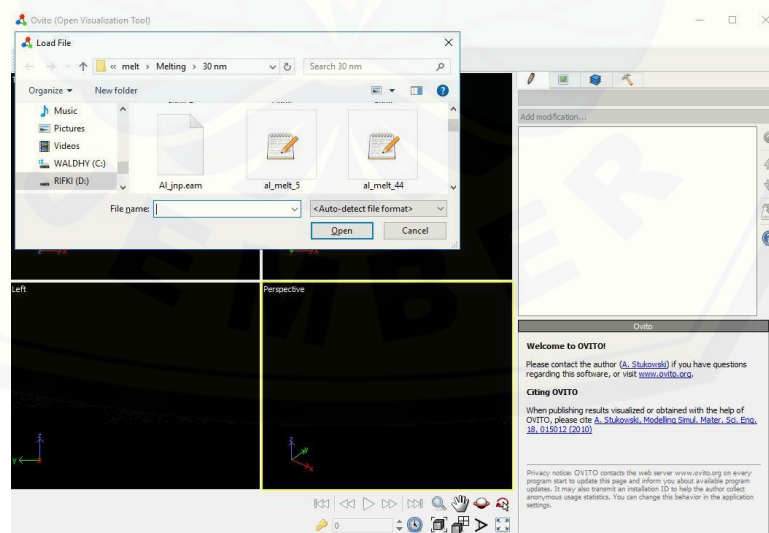 Ovito (Open Visualization Tool)
Load File
« melt › Melting › 30 nm
Search 30 nm
Organize
New folder
Music
Pictures
Videos
WALDHY (C:)
RIFKI (D:)
Al_jnp.eam
al_melt_5
al_melt_44
File name:
<Auto-detect file format>
Open
Cancel
Add modification...
Left
Perspective
z
y
z
y
x
0
Ovito
Welcome to OVITO!
Please contact the author (A. Stukowski) if you have questions
regarding this software, or visit www.ovito.org.
Citing OVITO
When publishing results visualized or obtained with the help of
OVITO, please cite A. Stukowski, Modelling Simul. Mater. Sci. Eng.
18, 015012 (2010)
Privacy notice: OVITO contacts the web server www.ovito.org on every
program start to update this page and inform you about available program
updates. It may also transmit an installation ID to help the author collect
anonymous usage statistics. You can change this behavior in the application
settings.
EMBER